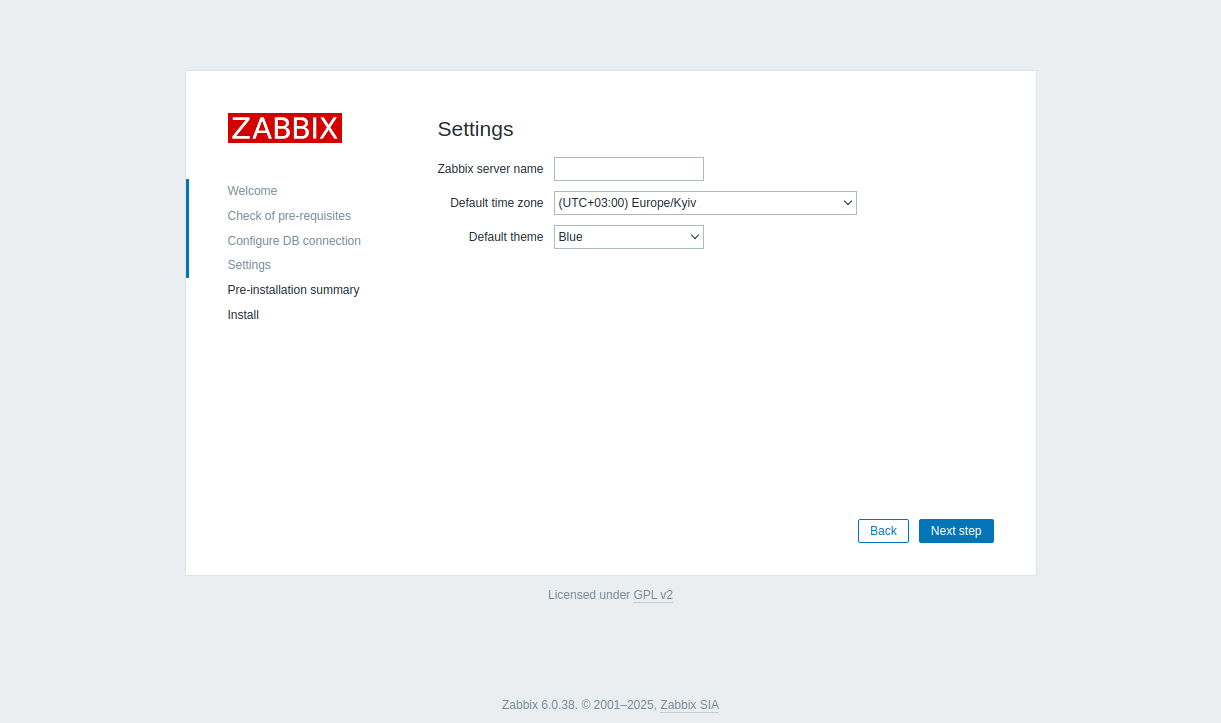 ZABBIX
Welcome
Check of pre-requisites
Configure DB connection
Settings
Pre-installation summary
Install
Settings
Zabbix server name
Default time zone (UTC+03:00) Europe/Kyiv
Default theme Blue
Back Next step
Licensed under GPL v2
Zabbix 6.0.38. © 2001–2025, Zabbix SIA